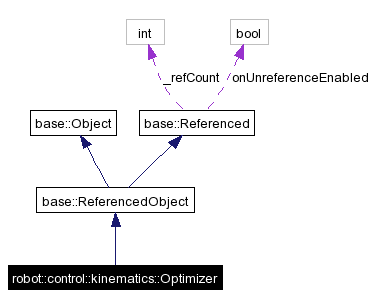 int
bool
_refCount
onUnreferenceEnabled
base::Object
base::Referenced
base::ReferencedObject
robot::control::kinematics::Optimizer